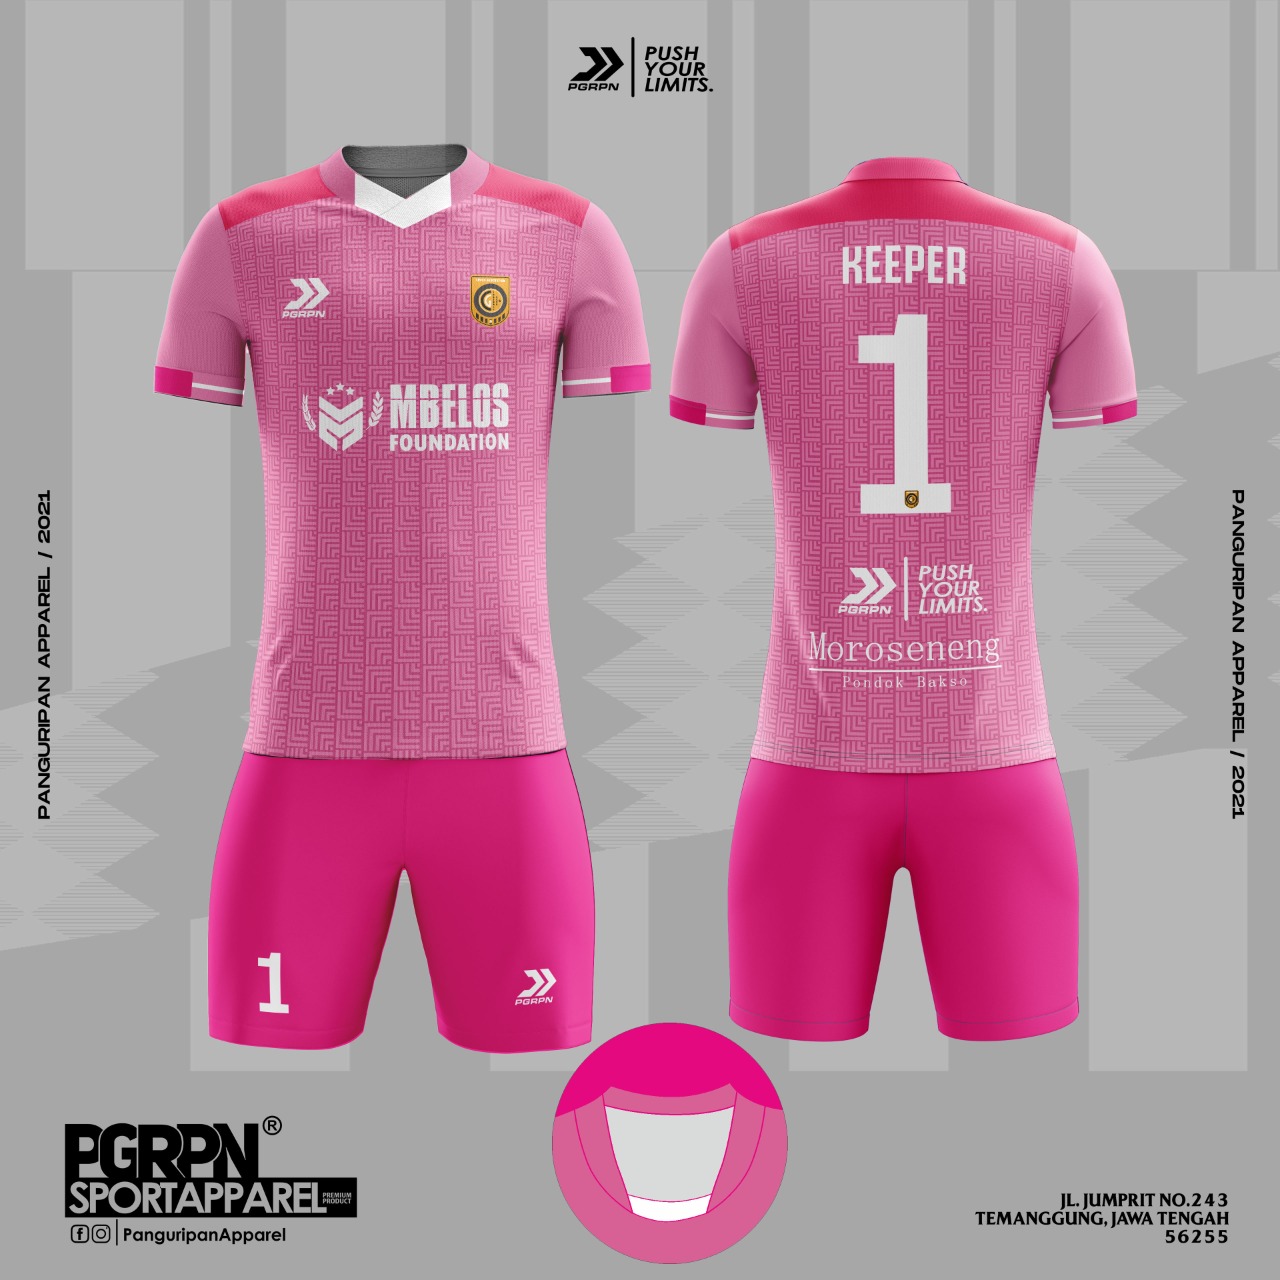 PGRPN
PUSH
YOUR
LIMITS.
PGRPN
MBELOS
FOUNDATION
1
PGRPN
KEEPER
1
PGRPN
PUSH
YOUR
LIMITS.
Moroseneng
Pondok Bakso
PANGURIPAN APPAREL / 2021
PANGURIPAN APPAREL / 2021
PGRPN®
SPORTAPPAREL PREMIUM PRODUCT
PanguripanApparel
JL. JUMPRIT NO.243
TEMANGGUNG, JAWA TENGAH
56255